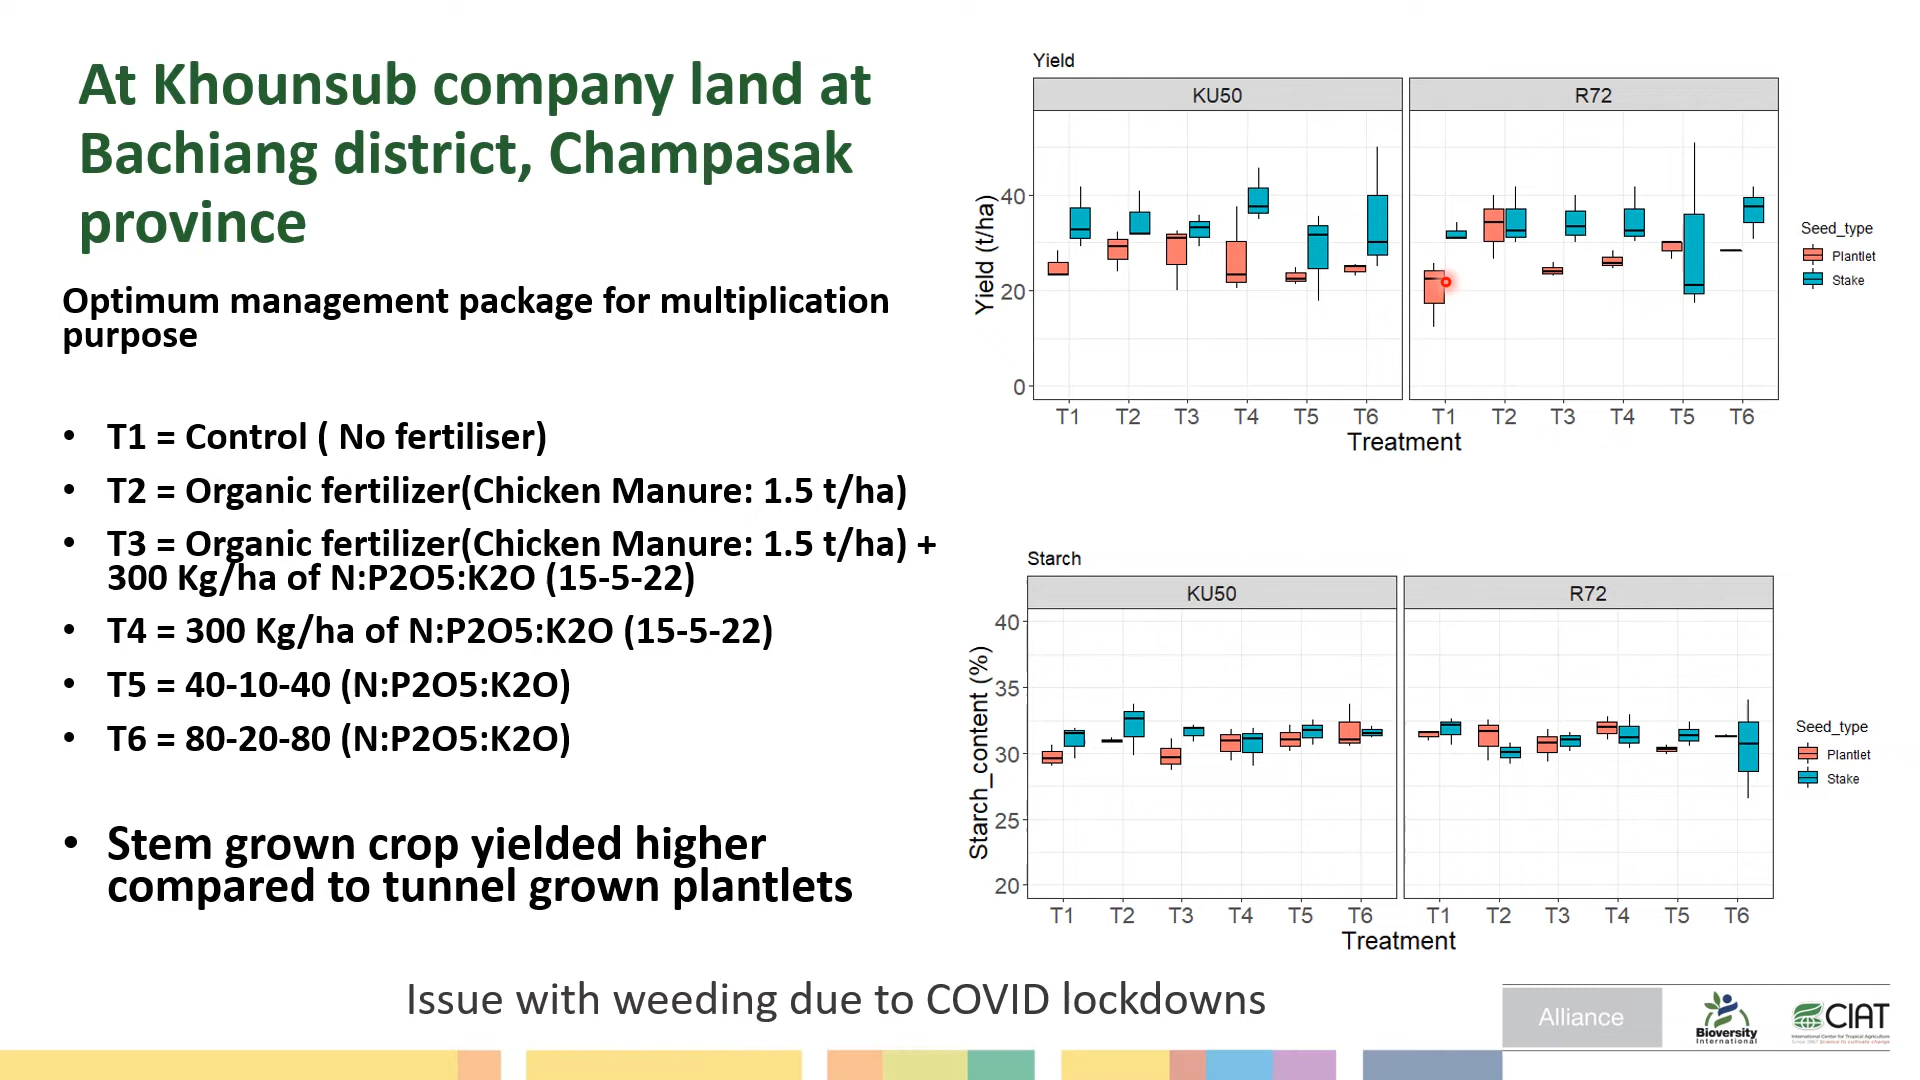 At Khounsub company land at
Bachiang district, Champasak
province
Optimum management package for multiplication
purpose
• T1 = Control ( No fertiliser)
• T2 = Organic fertilizer(Chicken Manure: 1.5 t/ha)
• T3 = Organic fertilizer(Chicken Manure: 1.5 t/ha) +
300 Kg/ha of N:P2O5:K2O (15-5-22)
• T4 = 300 Kg/ha of N:P2O5:K2O (15-5-22)
• T5 = 40-10-40 (N:P2O5:K2O)
• T6 = 80-20-80 (N:P2O5:K2O)
• Stem grown crop yielded higher
compared to tunnel grown plantlets
Issue with weeding due to COVID lockdowns
Yield
KU50 R72
Yield (t/ha)
40
20
0
T1 T2 T3 T4 T5 T6 T1 T2 T3 T4 T5 T6
Treatment
Seed_type
Plantlet
Stake
Starch
KU50 R72
Starch_content (%)
40
35
30
25
20
T1 T2 T3 T4 T5 T6 T1 T2 T3 T4 T5 T6
Treatment
Seed_type
Plantlet
Stake
Alliance
Bioversity
International
CIAT
International Center for Tropical Agriculture
Since 1967 Science to cultivate change